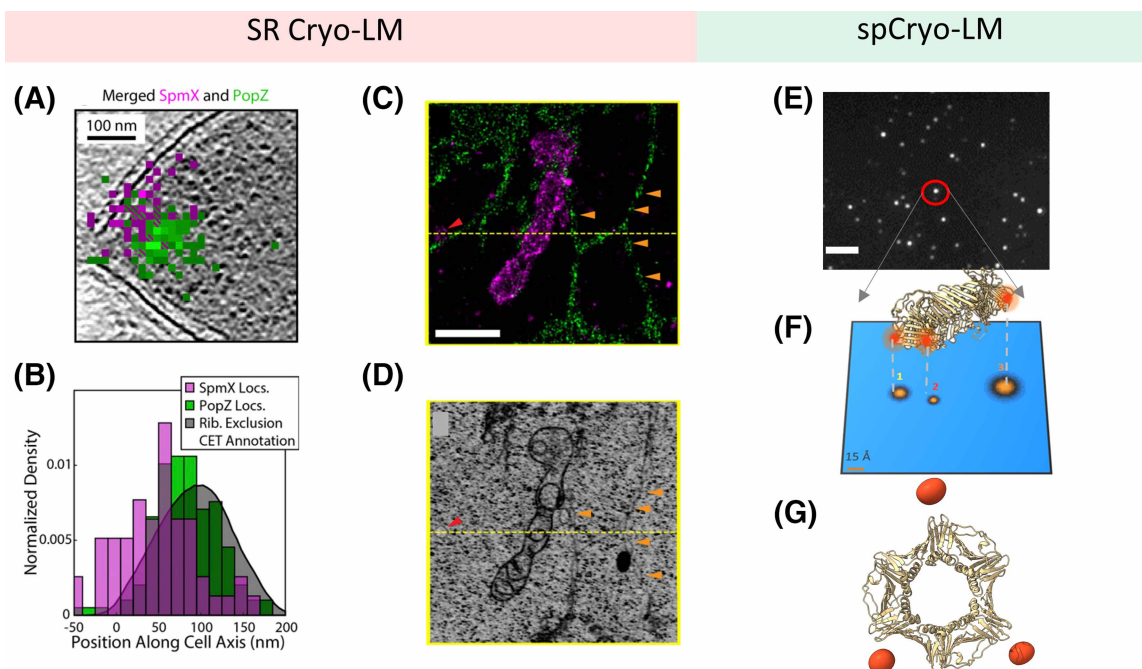 SR Cryo-LM
spCryo-LM
(A)
Merged SpmX and PopZ
100 nm
(B)
SpmX Locs.
PopZ Locs.
Rib. Exclusion
CET Annotation
Normalized Density
0.01
0.005
0
-50 0 50 100 150 200
Position Along Cell Axis (nm)
(C)
(D)
(E)
(F)
1
2
3
15 Å
(G)